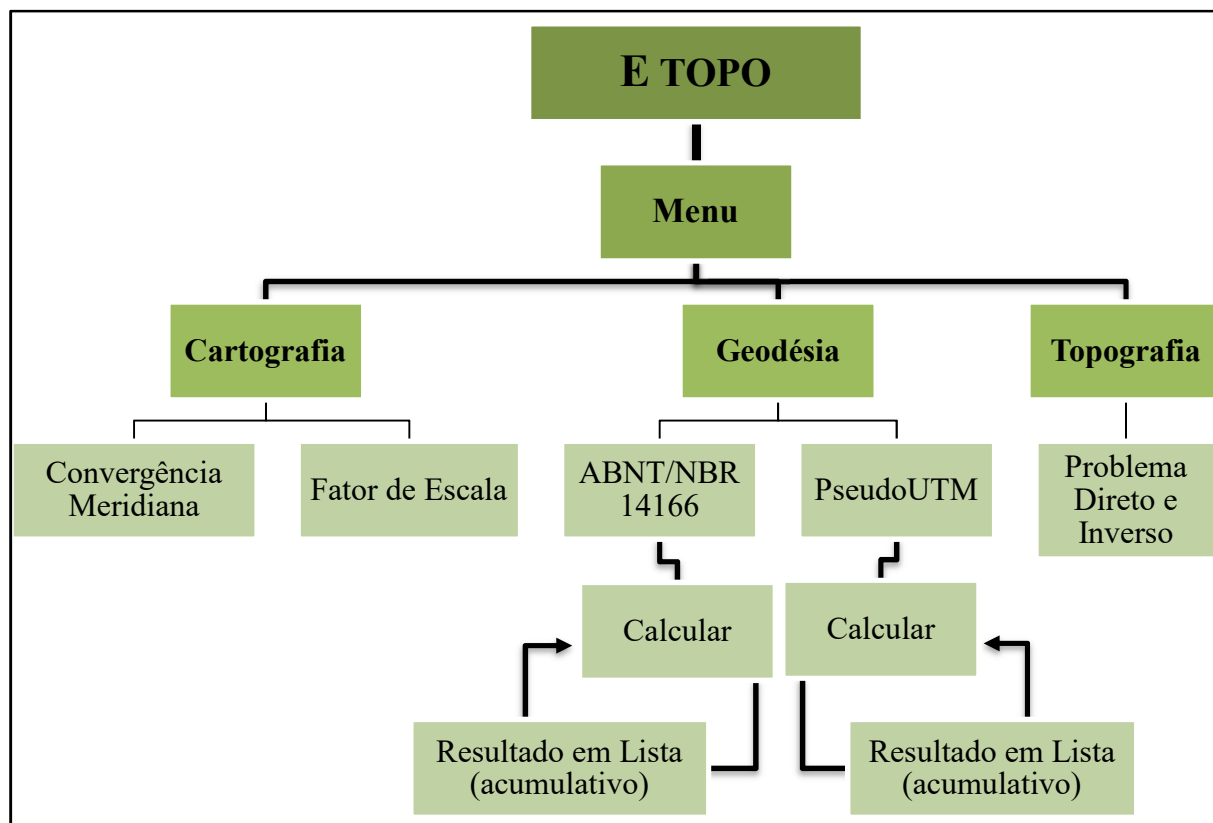 E TOPO
Menu
Cartografia
Geodésia
Topografia
Convergência
Meridiana
Fator de Escala
ABNT/NBR
14166
PseudoUTM
Problema
Direto e
Inverso
Calcular
Calcular
Resultado em Lista
(acumulativo)
Resultado em Lista
(acumulativo)